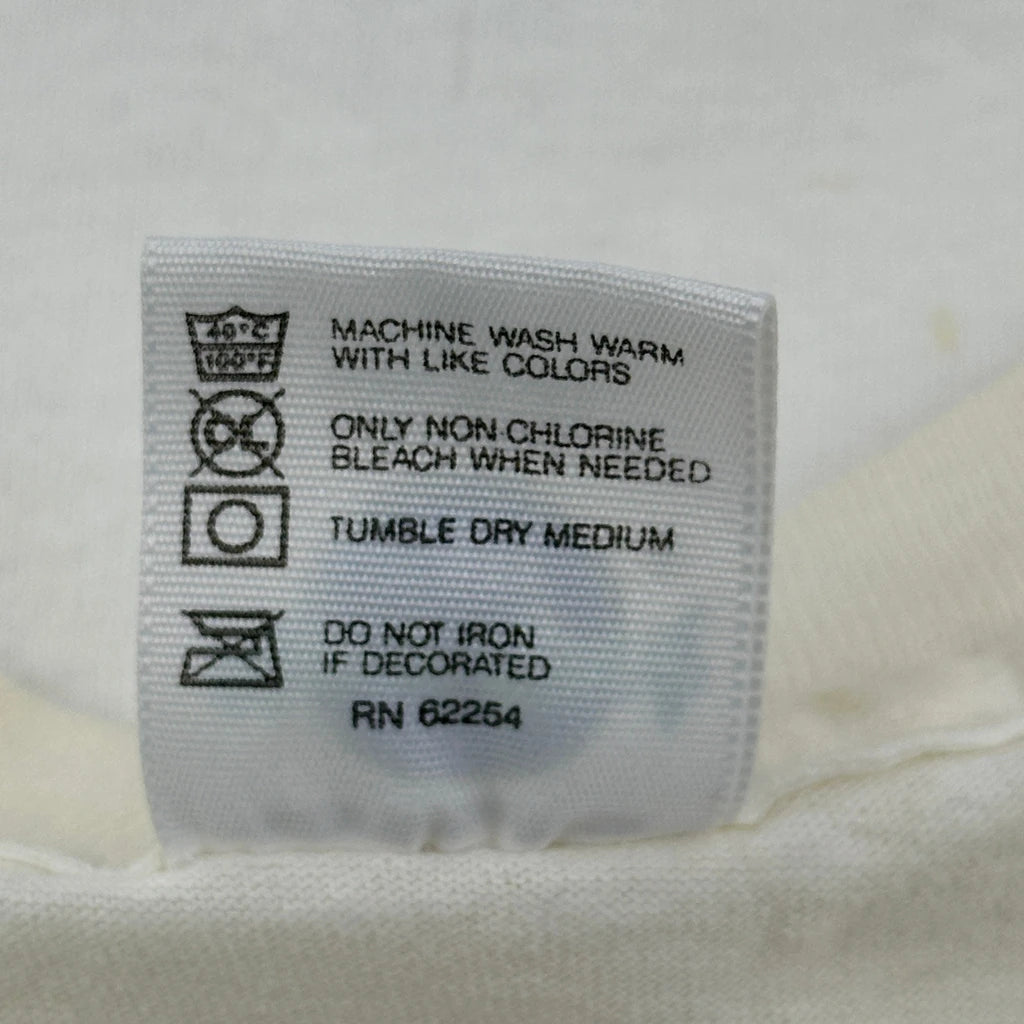 40°C
100°F
MACHINE WASH WARM
WITH LIKE COLORS
CL
ONLY NON-CHLORINE
BLEACH WHEN NEEDED
TUMBLE DRY MEDIUM
DO NOT IRON
IF DECORATED
RN 62254